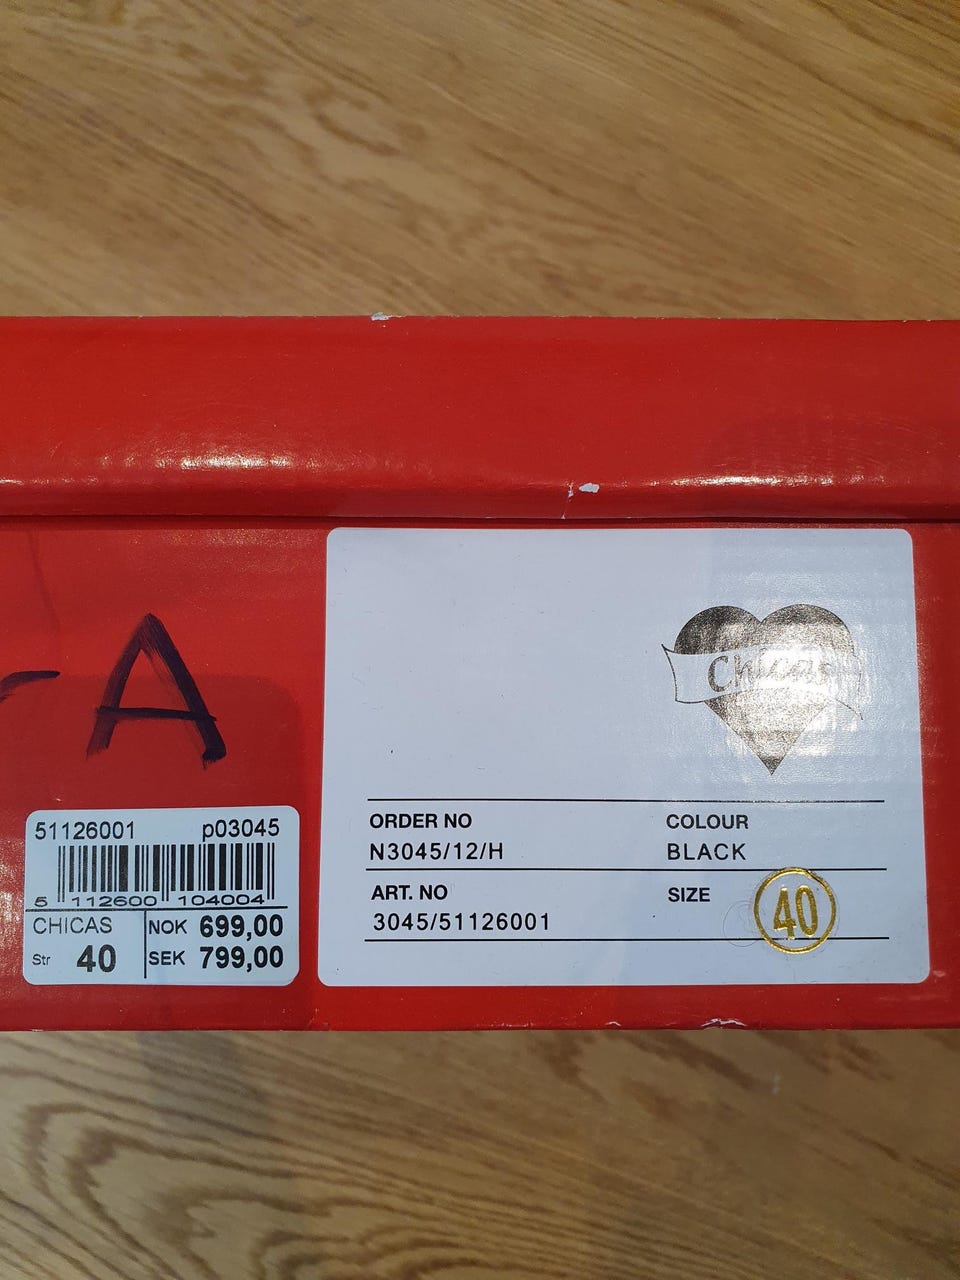 A
51126001 p03045
5 112600 104004
CHICAS
Str 40
NOK 699,00
SEK 799,00
Chicas
ORDER NO
N3045/12/H
COLOUR
BLACK
ART. NO
3045/51126001
SIZE
40